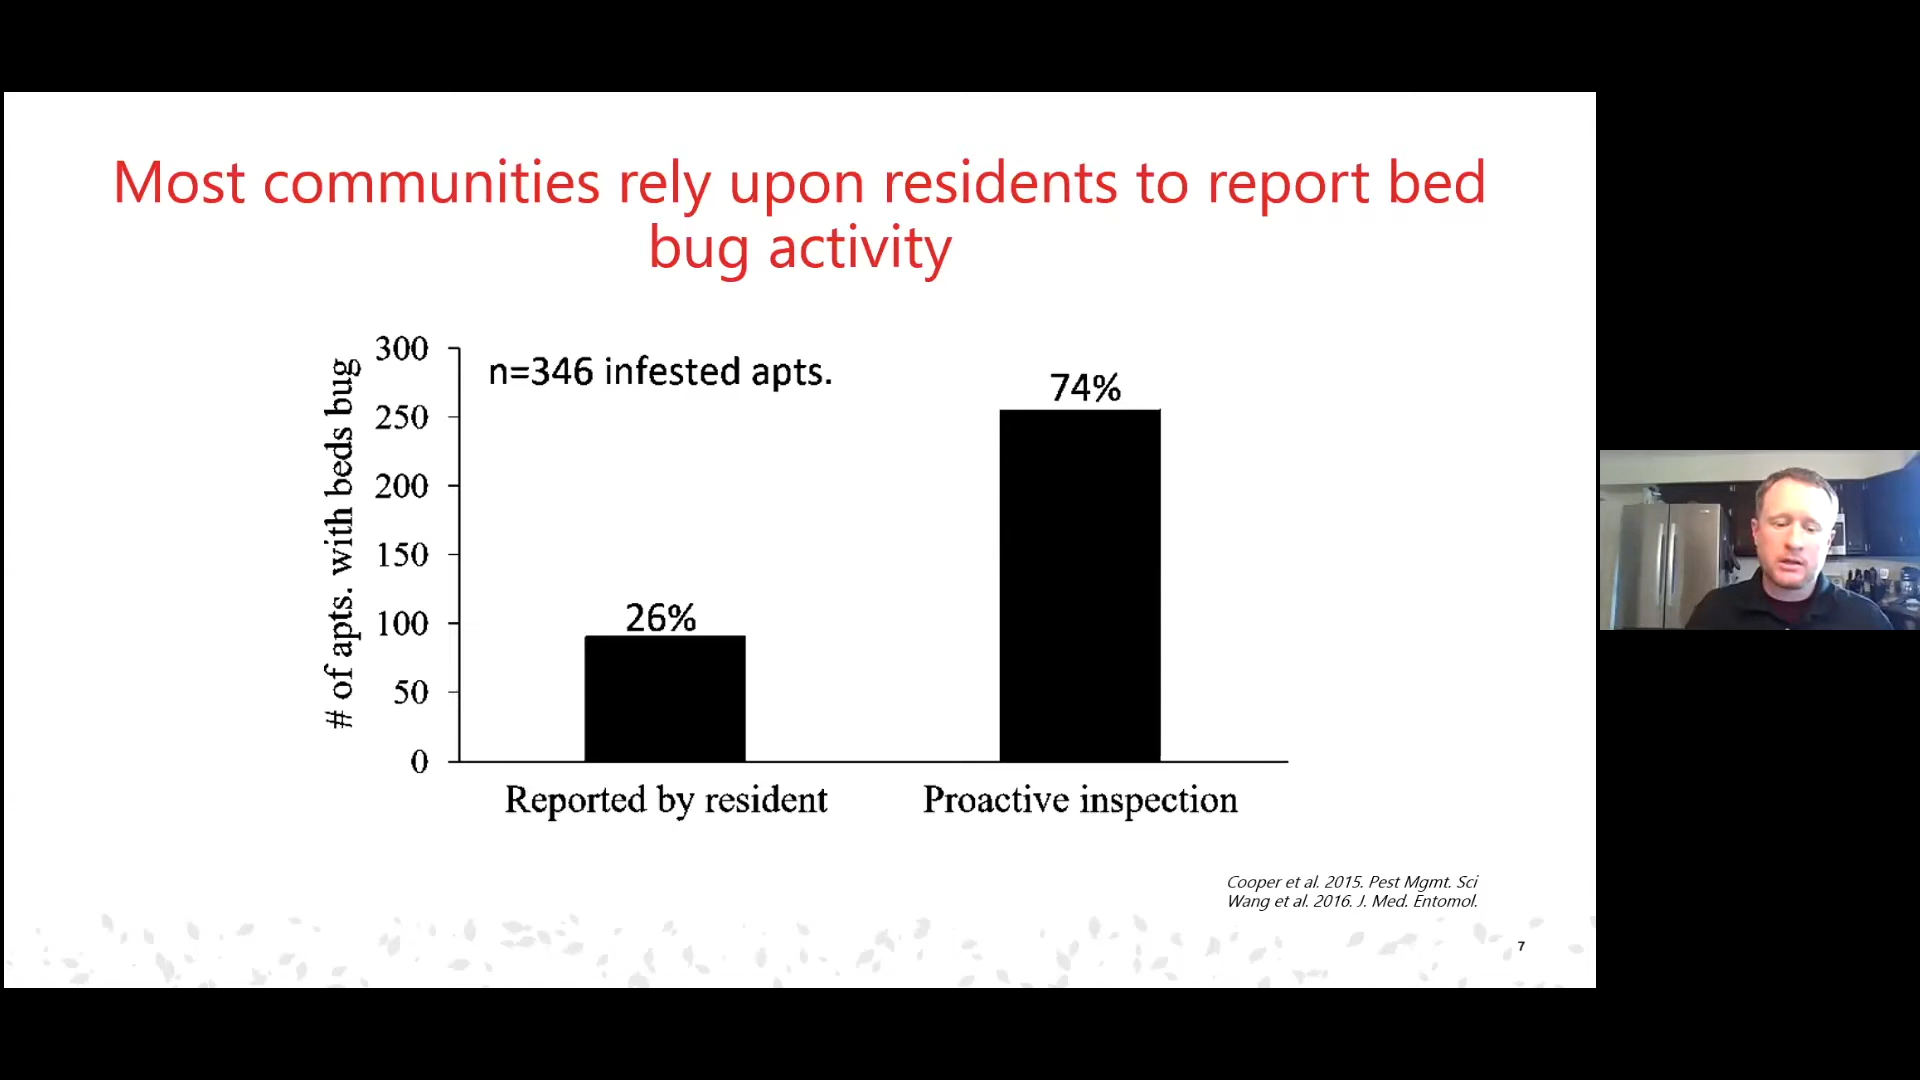 Most communities rely upon residents to report bed
bug activity
# of apts. with beds bug
300
250
200
150
100
50
0
n=346 infested apts.
26%
74%
Reported by resident
Proactive inspection
Cooper et al. 2015. Pest Mgmt. Sci
Wang et al. 2016. J. Med. Entomol.
7